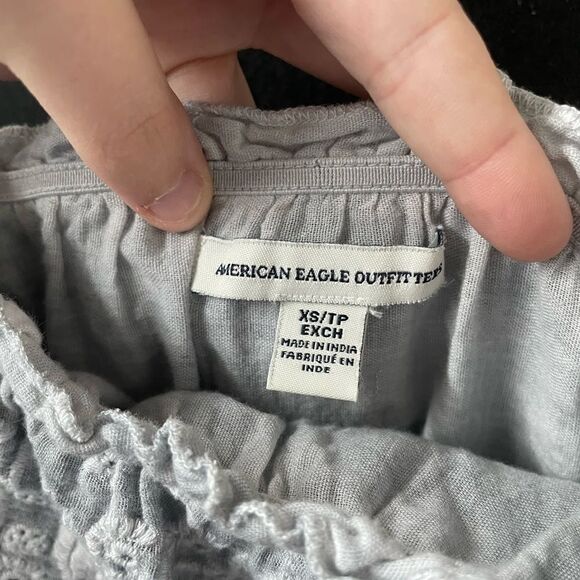 AMERICAN EAGLE OUTFITTERS
XS/TP
EXCH
MADE IN INDIA
FABRIQUÉ EN
INDE